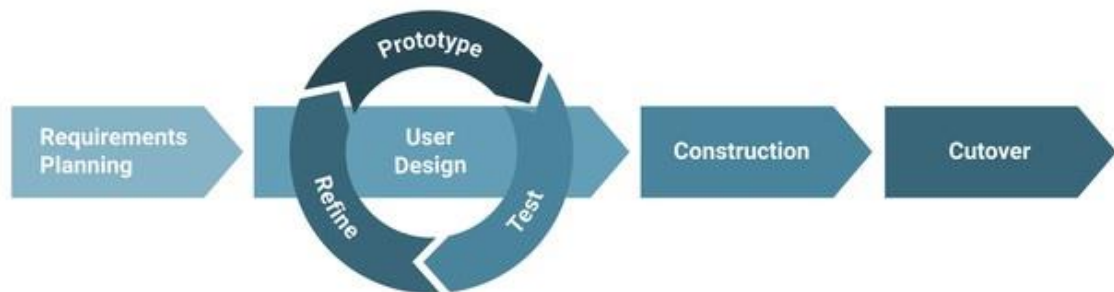 Prototype
Requirements
Planning
User
Design
Construction
Cutover
Refine
Test